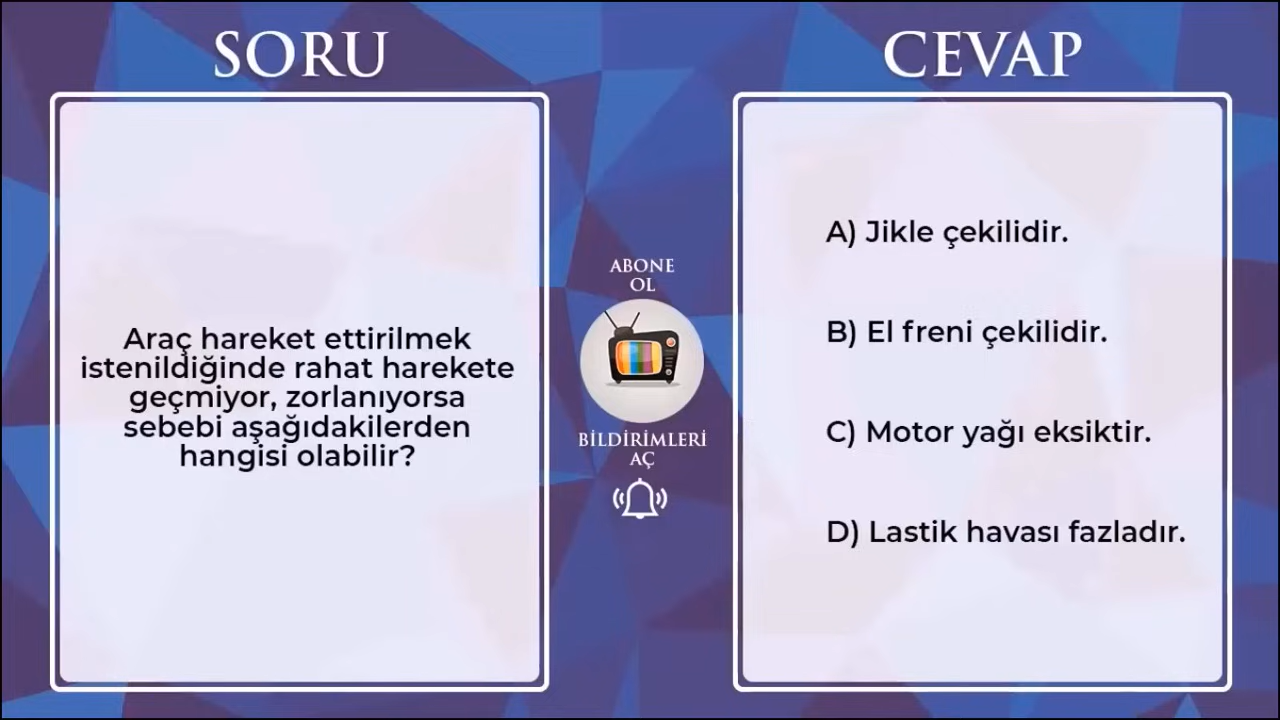 SORU
Araç hareket ettirilmek
istenildiğinde rahat harekete
geçmiyor, zorlanıyorsa
sebebi aşağıdakilerden
hangisi olabilir?
ABONE
OL
BİLDİRİMLERİ
AÇ
CEVAP
A) Jikle çekilidir.
B) El freni çekilidir.
C) Motor yağı eksiktir.
D) Lastik havası fazladır.